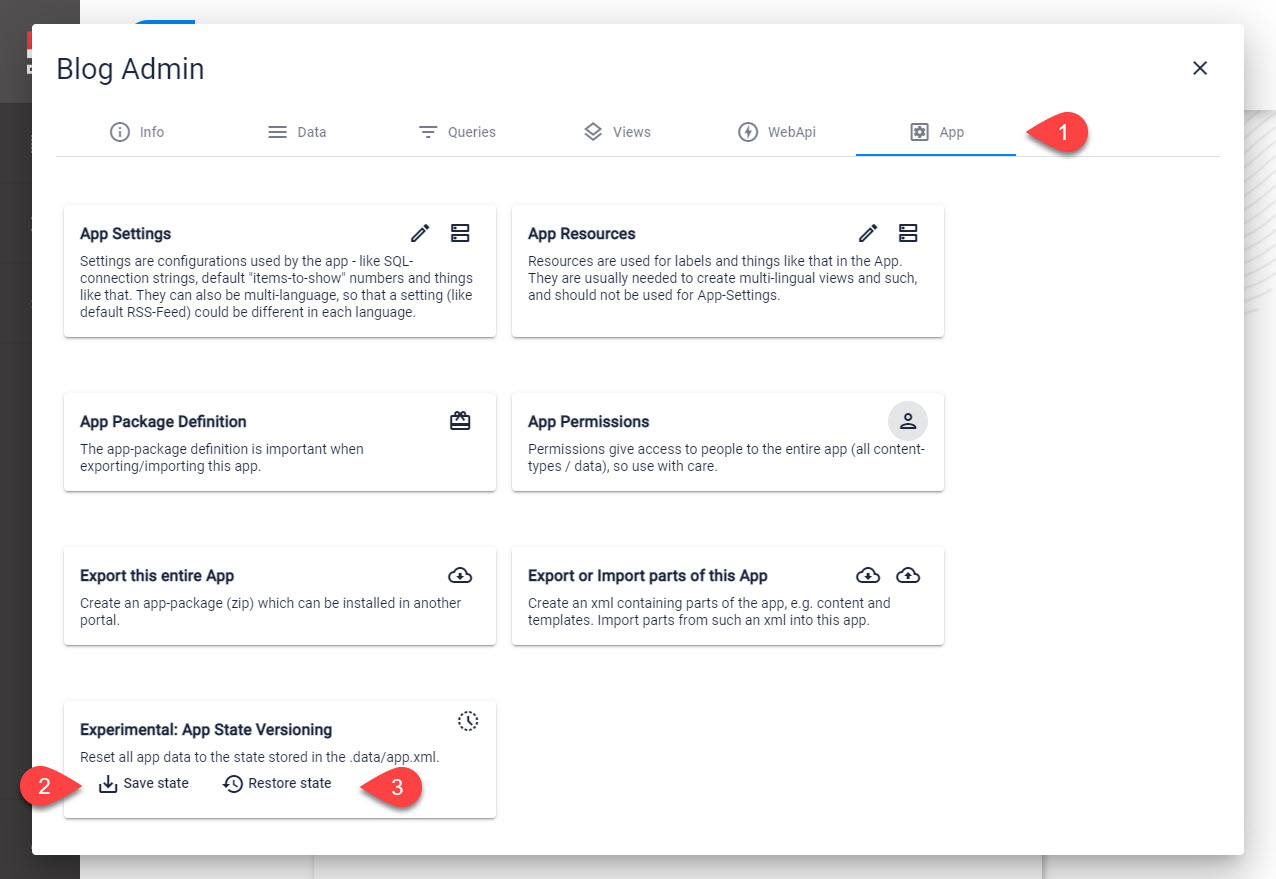 Blog Admin
Info
Data
Queries
Views
WebApi
App
1
App Settings
Settings are configurations used by the app - like SQL-
connection strings, default "items-to-show" numbers and things
like that. They can also be multi-language, so that a setting (like
default RSS-Feed) could be different in each language.
App Resources
Resources are used for labels and things like that in the App.
They are usually needed to create multi-lingual views and such,
and should not be used for App-Settings.
App Package Definition
The app-package definition is important when
exporting/importing this app.
App Permissions
Permissions give access to people to the entire app (all content-
types / data), so use with care.
Export this entire App
Create an app-package (zip) which can be installed in another
portal.
Export or Import parts of this App
Create an xml containing parts of the app, e.g. content and
templates. Import parts from such an xml into this app.
Experimental: App State Versioning
Reset all app data to the state stored in the .data/app.xml.
2
Save state
Restore state
3